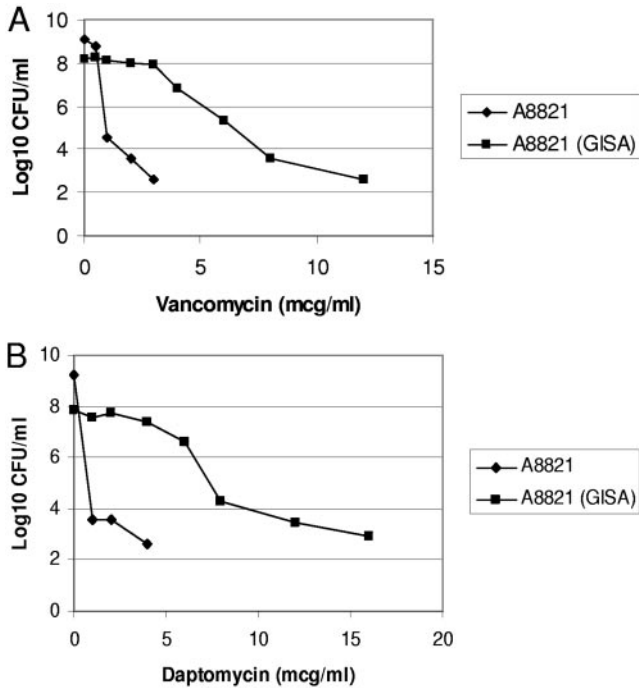 A
Log10 CFU/ml
10
8
6
4
2
0
0 5 10 15
Vancomycin (mcg/ml)
A8821
A8821 (GISA)
B
Log10 CFU/ml
10
8
6
4
2
0
0 5 10 15 20
Daptomycin (mcg/ml)
A8821
A8821 (GISA)